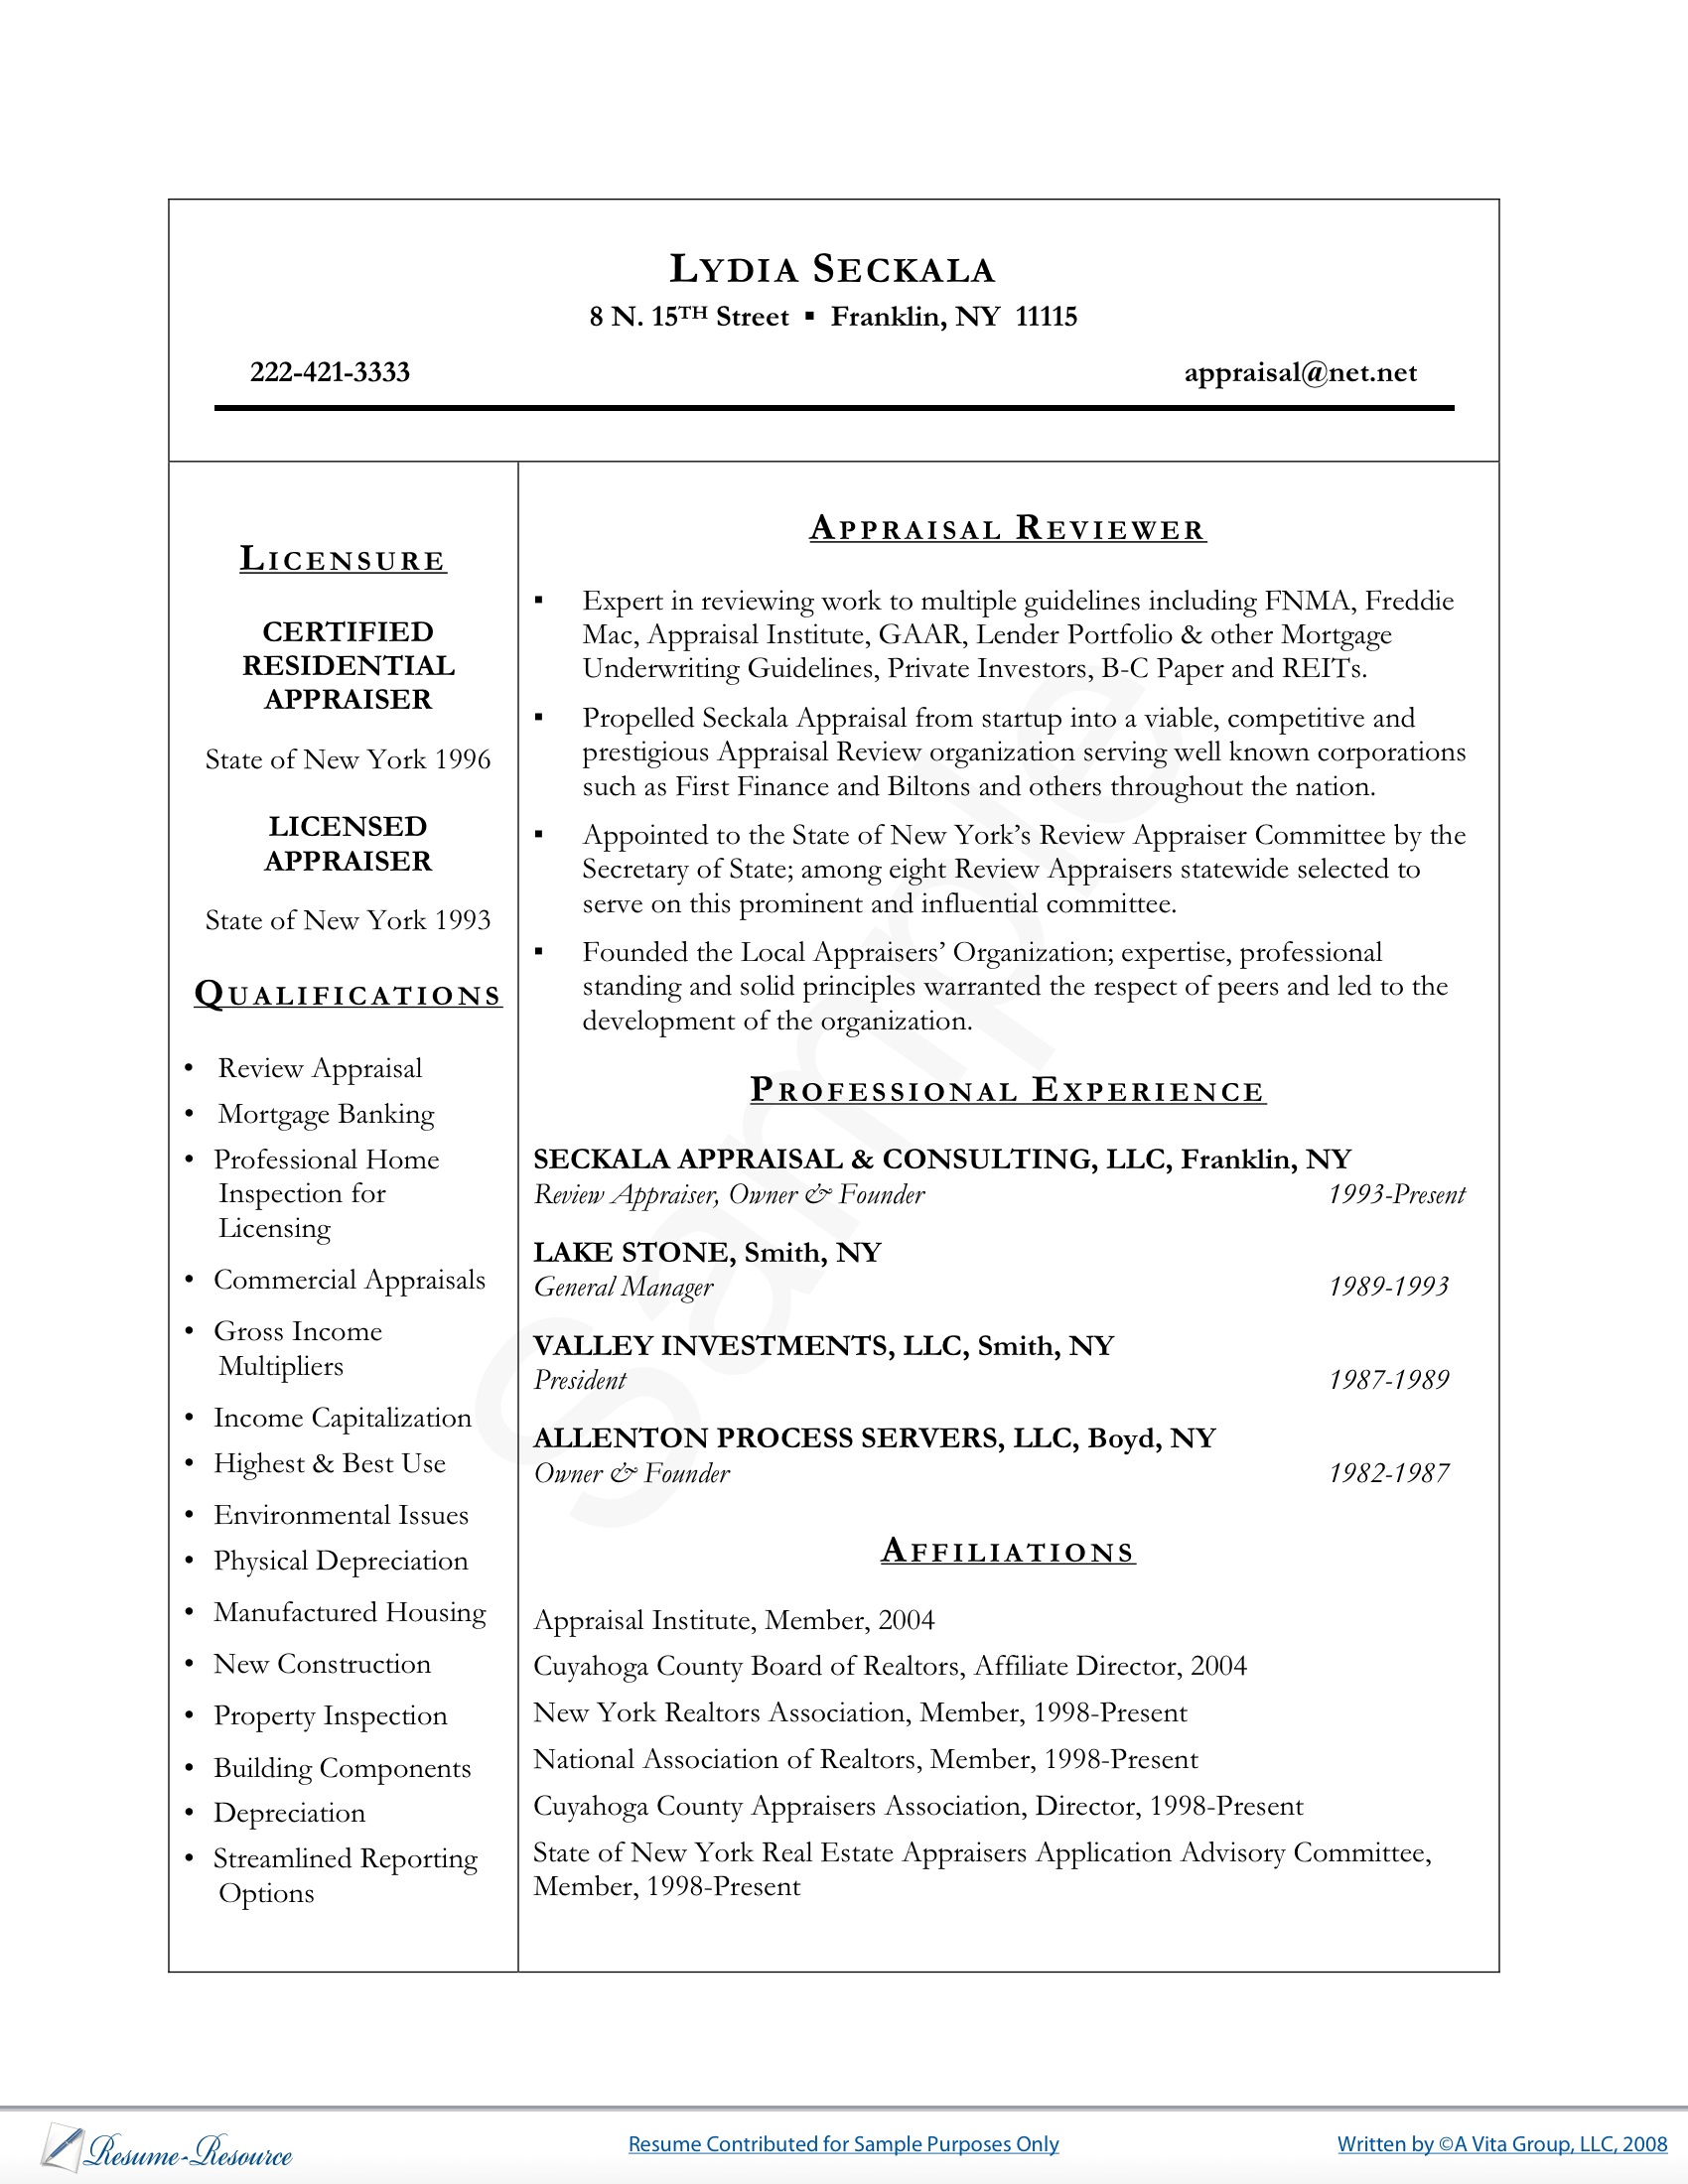 LYDIA SECKALA
8 N. 15TH Street ▪ Franklin, NY 11115
222-421-3333
appraisal@net.net
LICENSURE
CERTIFIED
RESIDENTIAL
APPRAISER
State of New York 1996
LICENSED
APPRAISER
State of New York 1993
QUALIFICATIONS
• Review Appraisal
• Mortgage Banking
• Professional Home
Inspection for
Licensing
• Commercial Appraisals
• Gross Income
Multipliers
• Income Capitalization
• Highest & Best Use
• Environmental Issues
• Physical Depreciation
• Manufactured Housing
• New Construction
• Property Inspection
• Building Components
• Depreciation
• Streamlined Reporting
Options
APPRAISAL REVIEWER
▪ Expert in reviewing work to multiple guidelines including FNMA, Freddie
Mac, Appraisal Institute, GAAR, Lender Portfolio & other Mortgage
Underwriting Guidelines, Private Investors, B-C Paper and REITs.
▪ Propelled Seckala Appraisal from startup into a viable, competitive and
prestigious Appraisal Review organization serving well known corporations
such as First Finance and Biltons and others throughout the nation.
▪ Appointed to the State of New York’s Review Appraiser Committee by the
Secretary of State; among eight Review Appraisers statewide selected to
serve on this prominent and influential committee.
▪ Founded the Local Appraisers’ Organization; expertise, professional
standing and solid principles warranted the respect of peers and led to the
development of the organization.
PROFESSIONAL EXPERIENCE
SECKALA APPRAISAL & CONSULTING, LLC, Franklin, NY
Review Appraiser, Owner & Founder 1993-Present
LAKE STONE, Smith, NY
General Manager 1989-1993
VALLEY INVESTMENTS, LLC, Smith, NY
President 1987-1989
ALLENTON PROCESS SERVERS, LLC, Boyd, NY
Owner & Founder 1982-1987
AFFILIATIONS
Appraisal Institute, Member, 2004
Cuyahoga County Board of Realtors, Affiliate Director, 2004
New York Realtors Association, Member, 1998-Present
National Association of Realtors, Member, 1998-Present
Cuyahoga County Appraisers Association, Director, 1998-Present
State of New York Real Estate Appraisers Application Advisory Committee,
Member, 1998-Present
Sample
Resume-Resource
Resume Contributed for Sample Purposes Only
Written by ©A Vita Group, LLC, 2008